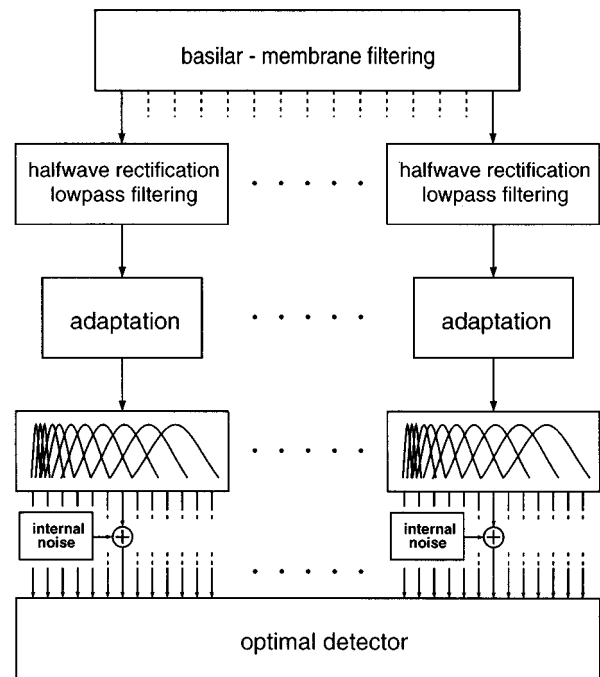 basilar - membrane filtering
halfwave rectification
lowpass filtering
halfwave rectification
lowpass filtering
adaptation
adaptation
internal
noise
internal
noise
optimal detector